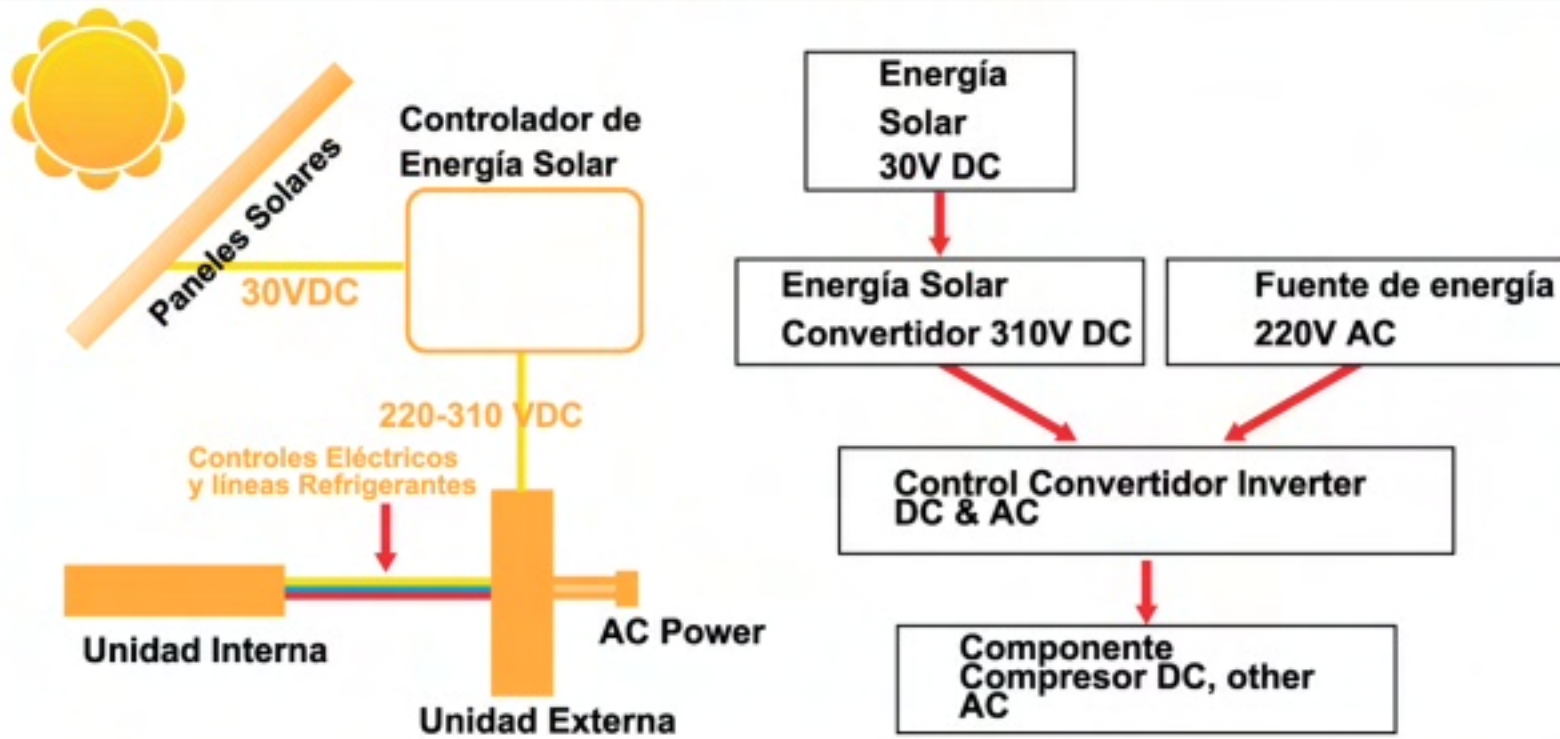 Controlador de
Energía Solar
Paneles Solares
30VDC
220-310 VDC
Controles Eléctricos
y líneas Refrigerantes
Unidad Interna
AC Power
Unidad Externa
Energía
Solar
30V DC
Energía Solar
Convertidor 310V DC
Fuente de energía
220V AC
Control Convertidor Inverter
DC & AC
Componente
Compresor DC, other
AC